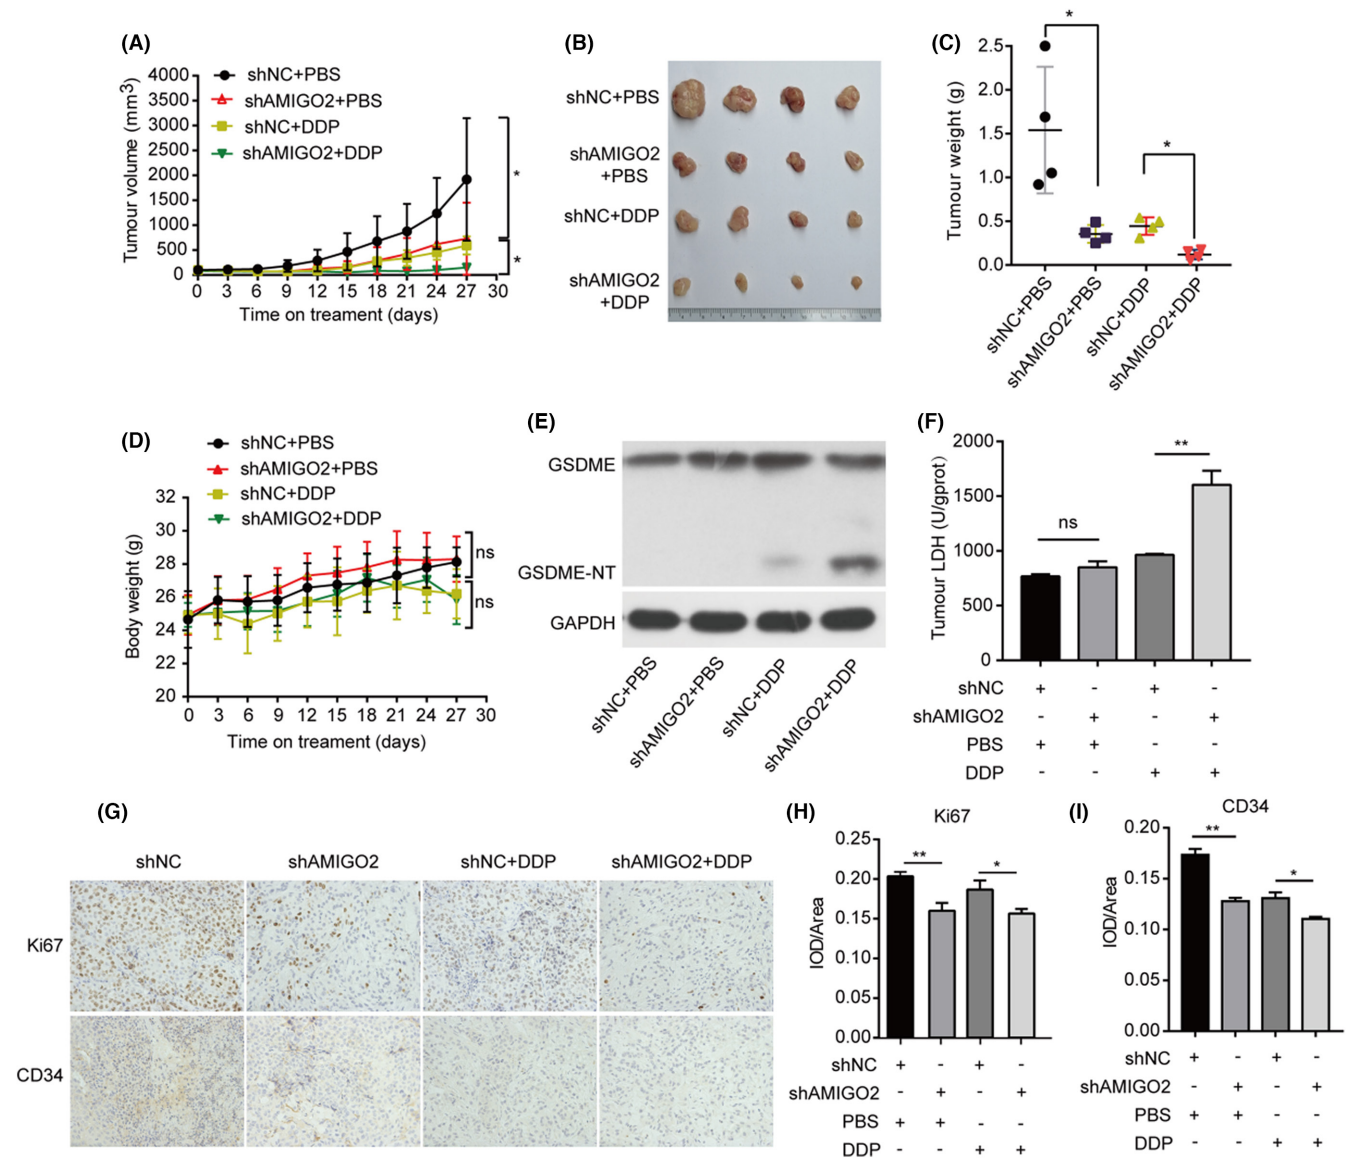 (A)
Tumour volume (mm3)
4000
3500
3000
2500
2000
1500
1000
500
0
shNC+PBS
shAMIGO2+PBS
shNC+DDP
shAMIGO2+DDP
*
*
0 3 6 9 12 15 18 21 24 27 30
Time on treament (days)
(B)
shNC+PBS
shAMIGO2
+PBS
shNC+DDP
shAMIGO2
+DDP
(C)
Tumour weight (g)
2.5
2.0
1.5
1.0
0.5
0.0
*
*
shNC+PBS
shAMIGO2+PBS
shNC+DDP
shAMIGO2+DDP
(D)
shNC+PBS
shAMIGO2+PBS
shNC+DDP
shAMIGO2+DDP
Body weight (g)
32
30
28
26
24
22
20
ns
ns
0 3 6 9 12 15 18 21 24 27 30
Time on treament (days)
(E)
GSDME
GSDME-NT
GAPDH
shNC+PBS
shAMIGO2+PBS
shNC+DDP
shAMIGO2+DDP
(F)
Tumour LDH (U/gprot)
2000
1500
1000
500
0
ns
**
shNC + - + -
shAMIGO2 - + - +
PBS + + - -
DDP - - + +
(G)
shNC shAMIGO2 shNC+DDP shAMIGO2+DDP
Ki67
CD34
(H)
Ki67
IOD/Area
0.25
0.20
0.15
0.10
0.05
0.00
**
*
shNC + - + -
shAMIGO2 - + - +
PBS + + - -
DDP - - + +
(I)
CD34
IOD/Area
0.20
0.15
0.10
0.05
0.00
**
*
shNC + - + -
shAMIGO2 - + - +
PBS + + - -
DDP - - + +